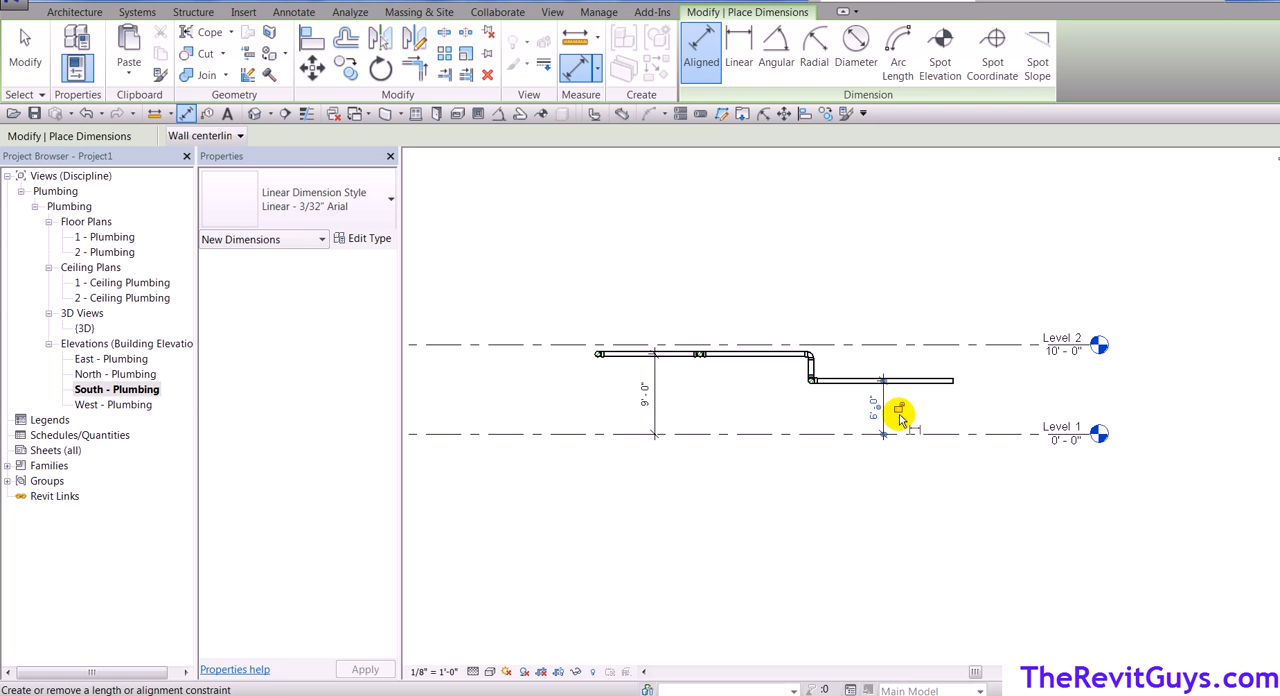 Architecture Systems Structure Insert Annotate Analyze Massing & Site Collaborate View Manage Add-Ins Modify | Place Dimensions
Modify Paste Cope Cut Join Aligned Linear Angular Radial Diameter Arc Length Spot Elevation Spot Coordinate Spot Slope
Select Properties Clipboard Geometry Modify View Measure Create Dimension
Modify | Place Dimensions Wall centerlin
Project Browser - Project1
Views (Discipline)
Plumbing
Plumbing
Floor Plans
1 - Plumbing
2 - Plumbing
Ceiling Plans
1 - Ceiling Plumbing
2 - Ceiling Plumbing
3D Views
{3D}
Elevations (Building Elevatio
East - Plumbing
North - Plumbing
South - Plumbing
West - Plumbing
Legends
Schedules/Quantities
Sheets (all)
Families
Groups
Revit Links
Properties
Linear Dimension Style
Linear - 3/32" Arial
New Dimensions Edit Type
Properties help Apply
Level 2
10' - 0"
9' - 0"
6' - 0"
Level 1
0' - 0"
1/8" = 1'-0"
Create or remove a length or alignment constraint
:0 Main Model
TheRevitGuys.com